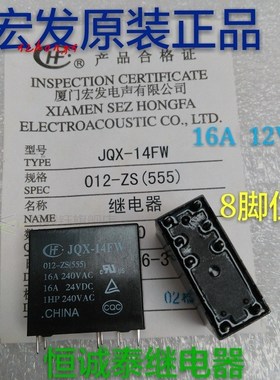 宏发原装正
产品合格证
INSPECTION CERTIFICATE
厦门宏发电声有限公司
XIAMEN SEZ HONGFA
ELECTROACOUSTIC CO., LTD.
16A 12V
型号
TYPE
JQX-14FW
规格
SPEC
012-ZS(555)
名称
继电器
8脚
JQX-14FW
012-ZS(555)
16A 240VAC
16A 24VDC
1HP 240VAC
.CHINA
恒诚泰继电器